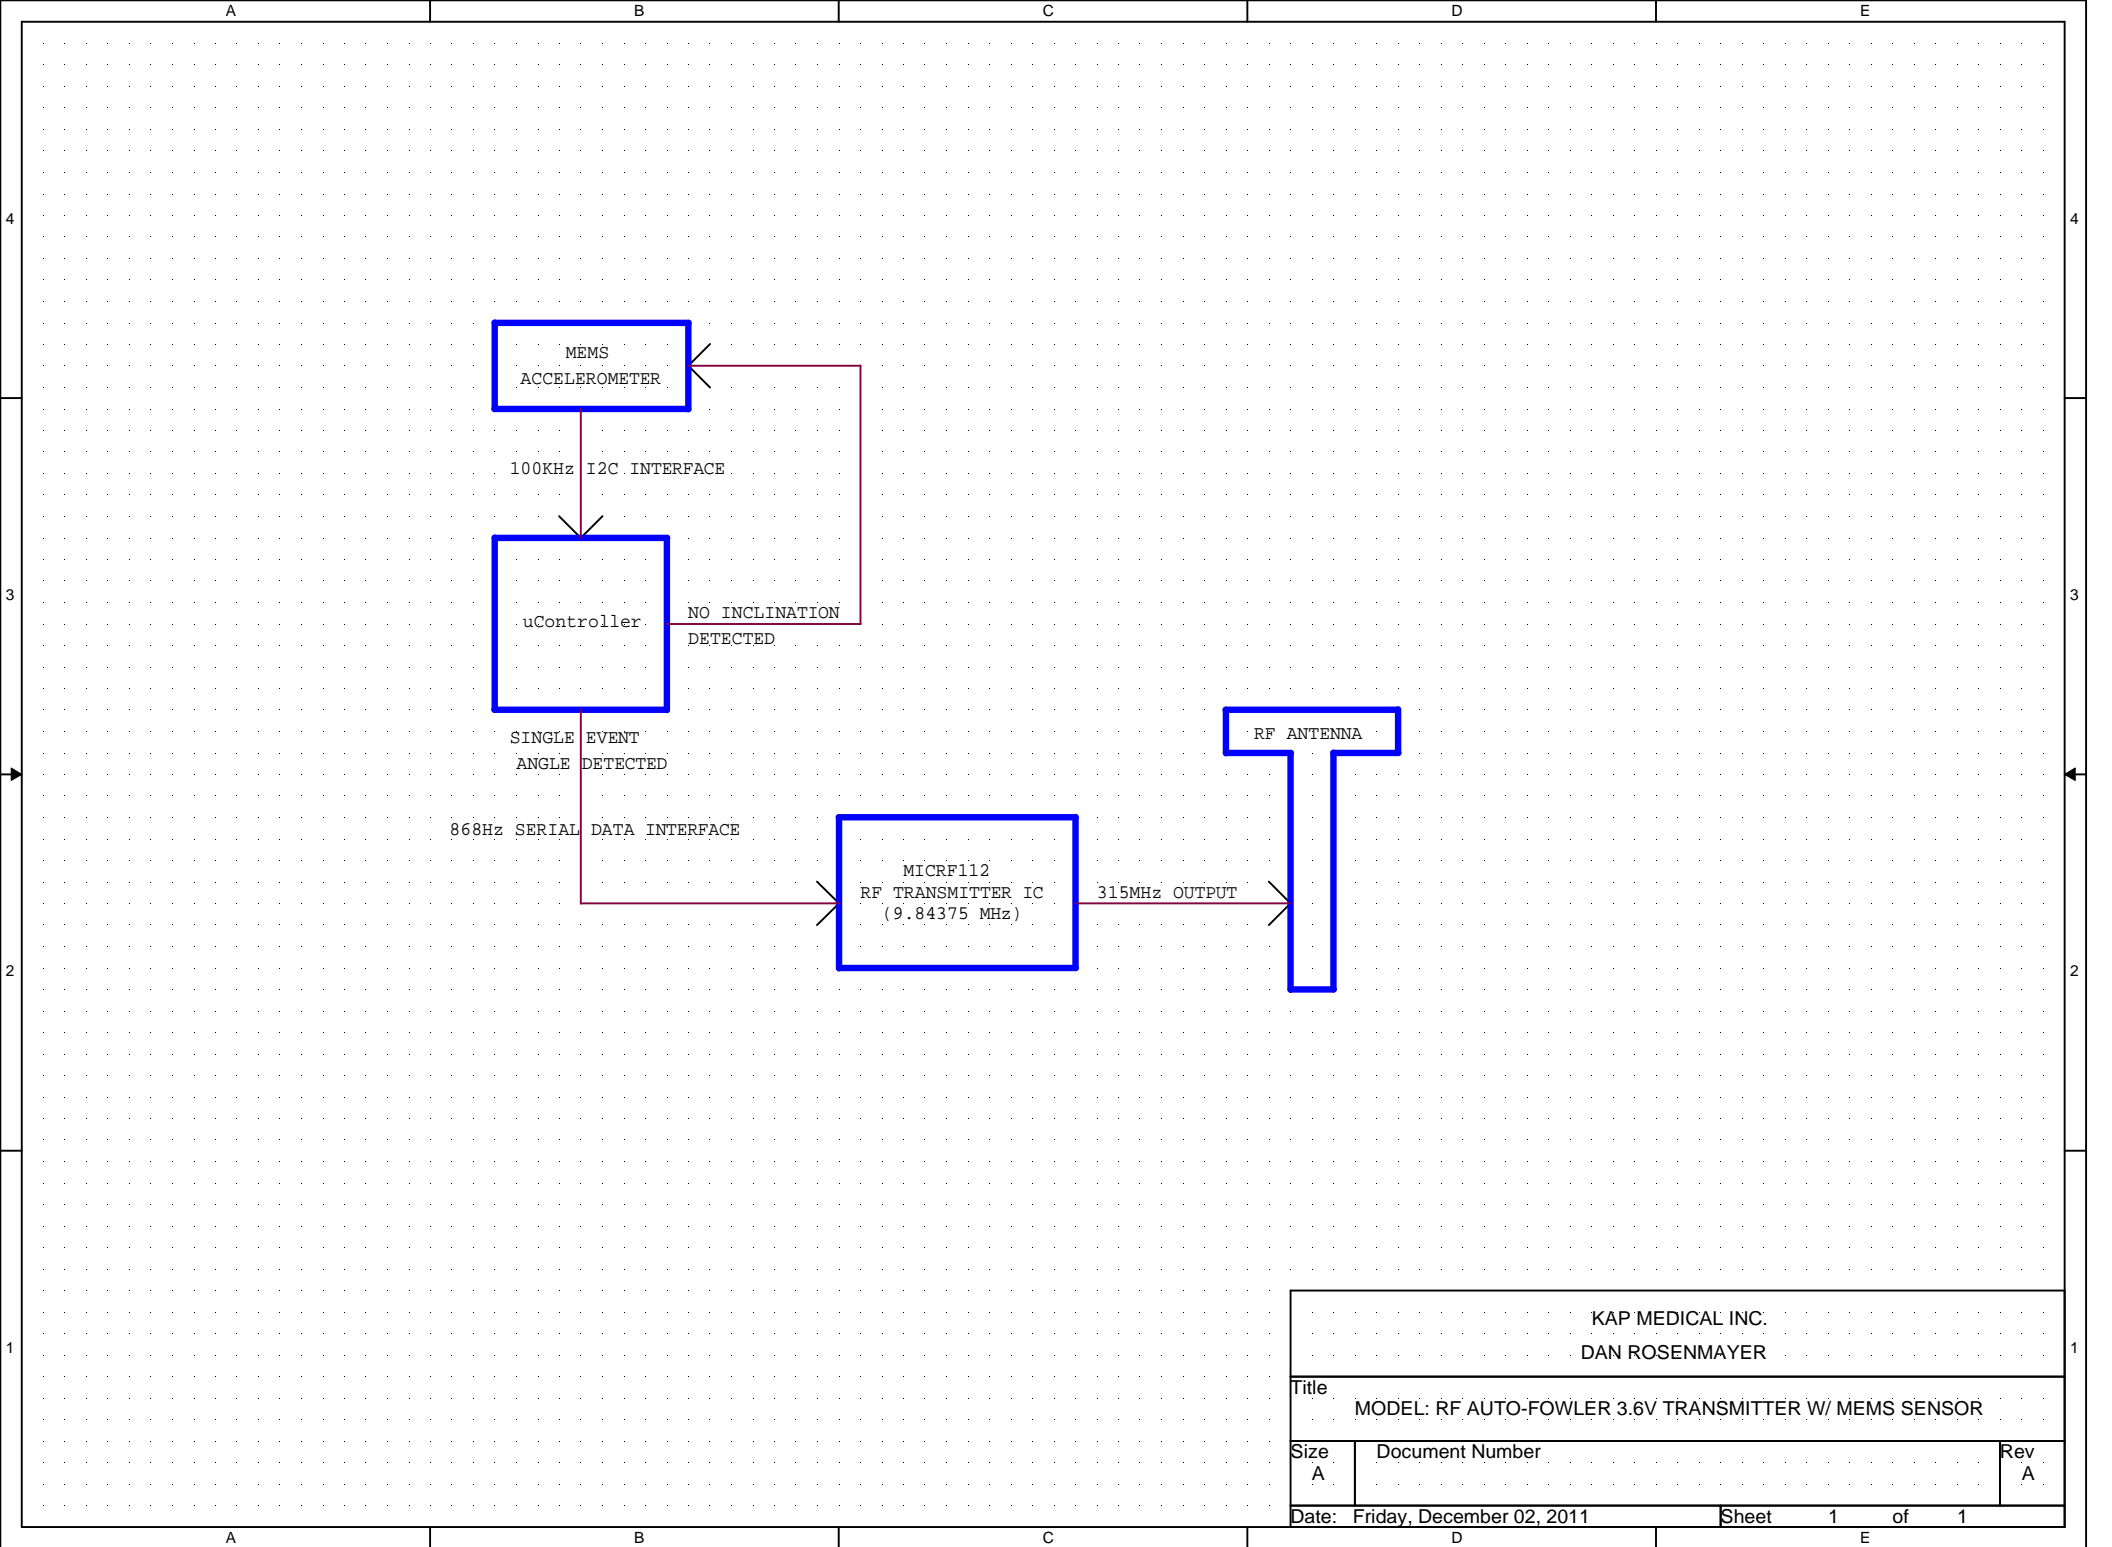 A B C D E
4 4
MEMS
ACCELEROMETER
100KHz I2C INTERFACE
3 3
uController
NO INCLINATION
DETECTED
SINGLE EVENT
ANGLE DETECTED
RF ANTENNA
868Hz SERIAL DATA INTERFACE
MICRF112
RF TRANSMITTER IC
(9.84375 MHz)
315MHz OUTPUT
2 2
KAP MEDICAL INC.
DAN ROSENMAYER
1 1
Title
MODEL: RF AUTO-FOWLER 3.6V TRANSMITTER W/ MEMS SENSOR
Size Document Number Rev
A A
Date: Friday, December 02, 2011 Sheet 1 of 1
A B C D E